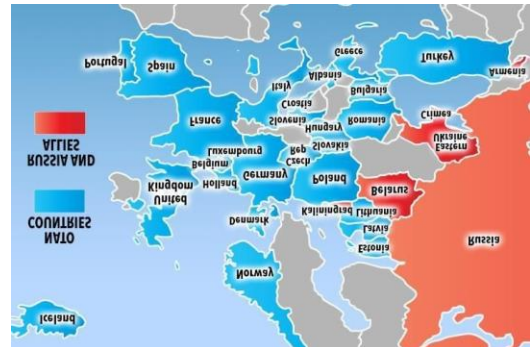 Iceland
NATO
COUNTRIES
RUSSIA AND
ALLIES
Norway
Estonia
Latvia
Lithuania
Kaliningrad
Russia
Denmark
United
Kingdom
Holland
Belgium
Luxembourg
Germany
Poland
Belarus
Czech
Rep
Slovakia
Eastern
Ukraine
France
Hungary
Slovenia
Croatia
Romania
Crimea
Italy
Bulgaria
Albania
Portugal
Spain
Greece
Turkey
Armenia